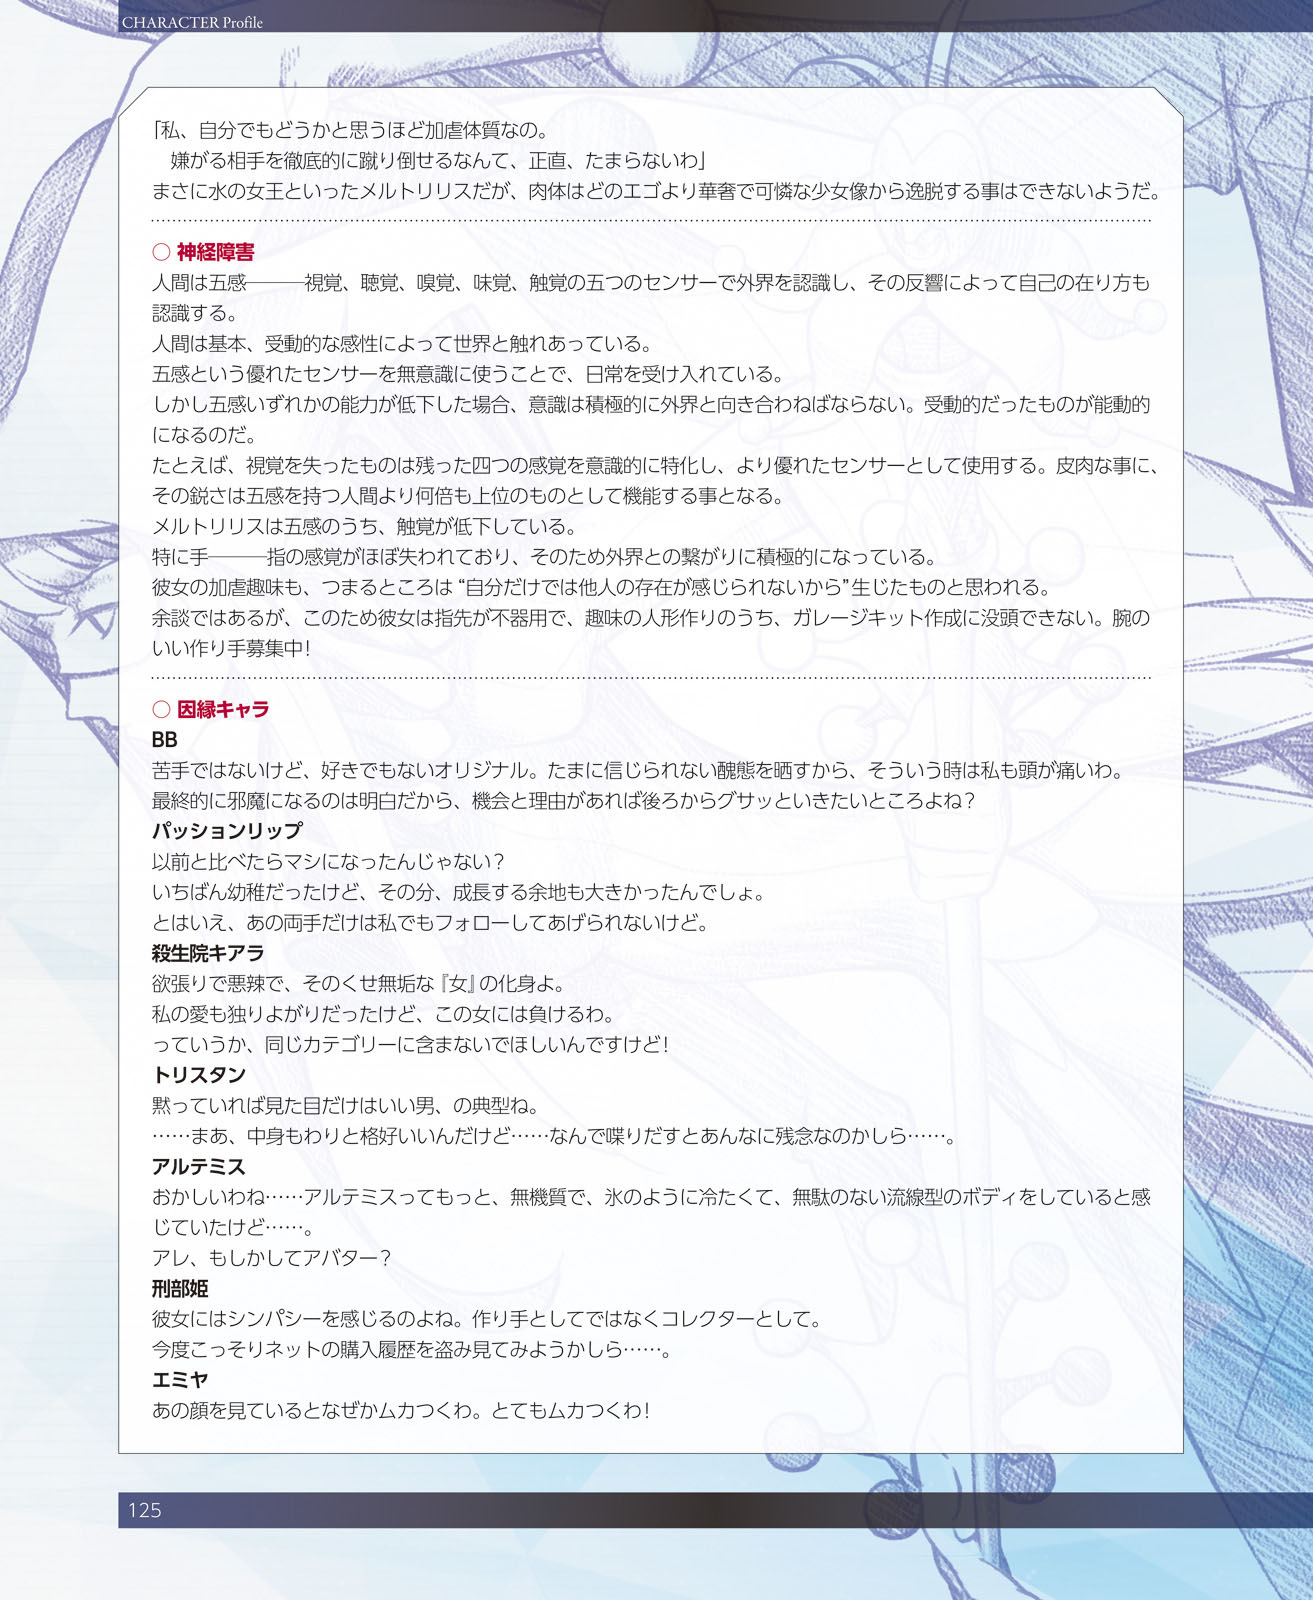 CHARACTER Profile
「私、自分でもどうかと思うほど加虐体質なの。
嫌がる相手を徹底的に蹴り倒せるなんて、正直、たまらないわ」
まさに水の女王といったメルトリリスだが、肉体はどのエゴより華奢で可憐な少女像から逸脱する事はできないようだ。
○ 神経障害
人間は五感───視覚、聴覚、嗅覚、味覚、触覚の五つのセンサーで外界を認識し、その反響によって自己の在り方も
認識する。
人間は基本、受動的な感性によって世界と触れあっている。
五感という優れたセンサーを無意識に使うことで、日常を受け入れている。
しかし五感いずれかの能力が低下した場合、意識は積極的に外界と向き合わねばならない。受動的だったものが能動的
になるのだ。
たとえば、視覚を失ったものは残った四つの感覚を意識的に特化し、より優れたセンサーとして使用する。皮肉な事に、
その鋭さは五感を持つ人間より何倍も上位のものとして機能する事となる。
メルトリリスは五感のうち、触覚が低下している。
特に手───指の感覚がほぼ失われており、そのため外界との繋がりに積極的になっている。
彼女の加虐趣味も、つまるところは “自分だけでは他人の存在が感じられないから” 生じたものと思われる。
余談ではあるが、このため彼女は指先が不器用で、趣味の人形作りのうち、ガレージキット作成に没頭できない。腕の
いい作り手募集中！
○ 因縁キャラ
BB
苦手ではないけど、好きでもないオリジナル。たまに信じられない醜態を晒すから、そういう時は私も頭が痛いわ。
最終的に邪魔になるのは明白だから、機会と理由があれば後ろからグサッといきたいところよね？
パッションリップ
以前と比べたらマシになったんじゃない？
いちばん幼稚だったけど、その分、成長する余地も大きかったんでしょ。
とはいえ、あの両手だけは私でもフォローしてあげられないけど。
殺生院キアラ
欲張りで悪辣で、そのくせ無垢な『女』の化身よ。
私の愛も独りよがりだったけど、この女には負けるわ。
っていうか、同じカテゴリーに含まないでほしいんですけど！
トリスタン
黙っていれば見た目だけはいい男、の典型ね。
……まあ、中身もわりと格好いいんだけど……なんで喋りだすとあんなに残念なのかしら……。
アルテミス
おかしいわね……アルテミスってもっと、無機質で、氷のように冷たくて、無駄のない流線型のボディをしていると感
じていたけど……。
アレ、もしかしてアバター？
刑部姫
彼女にはシンパシーを感じるのよね。作り手としてではなくコレクターとして。
今度こっそりネットの購入履歴を盗み見てみようかしら……。
エミヤ
あの顔を見ているとなぜかムカつくわ。とてもムカつくわ！
125